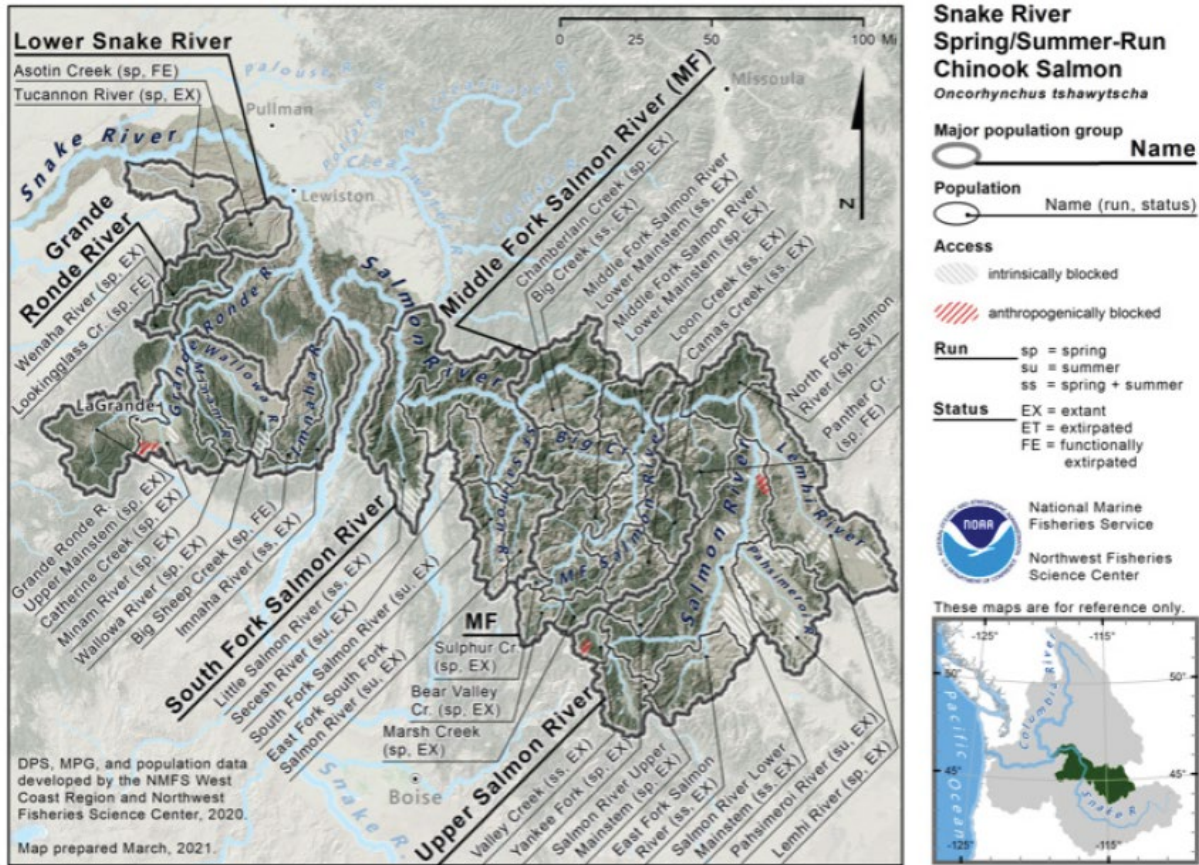 Lower Snake River
Asotin Creek (sp, FE)
Tucannon River (sp, EX)
Palouse R.
Pullman
Snake River
Potlatch R.
Clearwater R.
Lewiston
Lochsa R.
Missoula
0 50 100 Mi
N
Grande
Ronde River
Wenaha River (sp, EX)
Lookingglass Cr. (sp, FE)
Grande Ronde R.
Wallowa R.
Minam R.
Imnaha R.
LaGrande
Salmon River
Middle Fork Salmon River (MF)
Chamberlain Creek (sp, EX)
Big Creek (ss, EX)
Middle Fork Salmon River
Lower Mainstem (ss, EX)
Middle Fork Salmon River
Lower Mainstem (sp, EX)
Loon Creek (ss, EX)
Camas Creek (ss, EX)
North Fork Salmon
River (sp, EX)
Panther Cr.
(sp, FE)
Big Cr.
MF Salmon River
Salmon River
Lemhi River
Pahsimeroi
Grande Ronde R.
Upper Mainstem (sp, EX)
Catherine Creek (sp, EX)
Minam River (sp, EX)
Wallowa River (sp, EX)
Big Sheep Creek (sp, FE)
Imnaha River (ss, EX)
South Fork Salmon River
Little Salmon River (ss, EX)
Secesh River (su, EX)
South Fork Salmon River (su, EX)
East Fork South Fork
Salmon River (su, EX)
MF
Sulphur Cr.
(sp, EX)
Bear Valley
Cr. (sp, EX)
Marsh Creek
(sp, EX)
Upper Salmon River
Valley Creek (ss, EX)
Yankee Fork (sp, EX)
Salmon River Upper
Mainstem (sp, EX)
East Fork Salmon
River (ss, EX)
Salmon River Lower
Mainstem (ss, EX)
Pahsimeroi River (su, EX)
Lemhi River (sp, EX)
Boise
Snake R.
DPS, MPG, and population data
developed by the NMFS West
Coast Region and Northwest
Fisheries Science Center, 2020.
Map prepared March, 2021.
Snake River
Spring/Summer-Run
Chinook Salmon
Oncorhynchus tshawytscha
Major population group
Name
Population
Name (run, status)
Access
intrinsically blocked
anthropogenically blocked
Run
sp = spring
su = summer
ss = spring + summer
Status
EX = extant
ET = extirpated
FE = functionally
extirpated
NOAA
National Marine
Fisheries Service
Northwest Fisheries
Science Center
These maps are for reference only.
-125° -115°
50° 50°
Columbia River
Pacific Ocean
45° 45°
Snake R.
-125° -115°